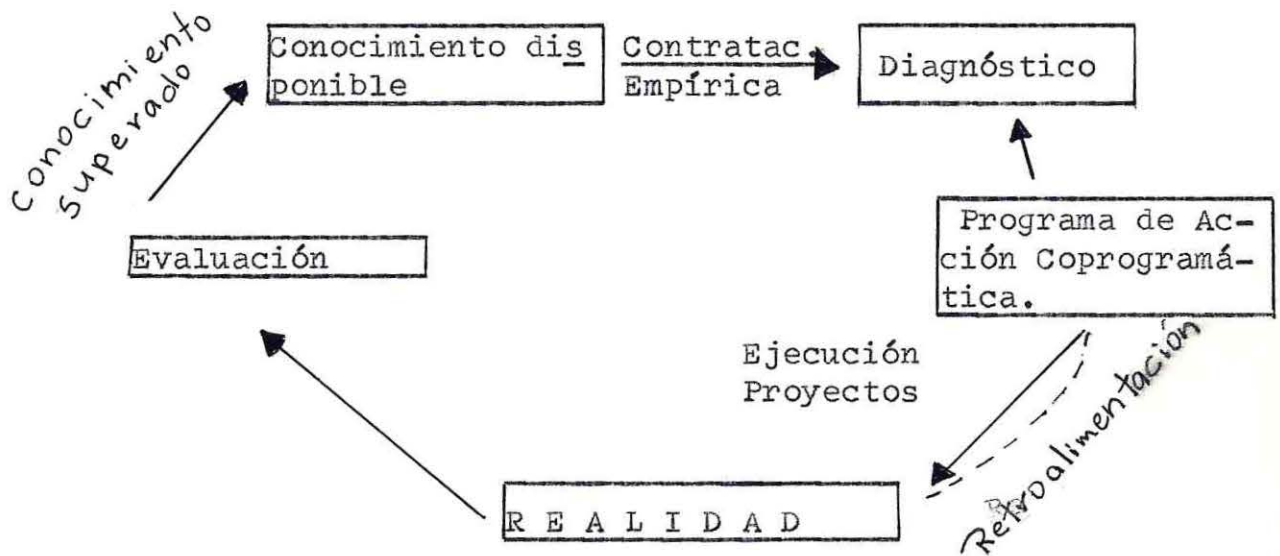 Conocimiento
superado
Conocimiento dis
ponible
Contratac.
Empírica
Diagnóstico
Programa de Ac-
ción Coprogramá-
tica.
Evaluación
Ejecución
Proyectos
Retroalimentación
R E A L I D A D